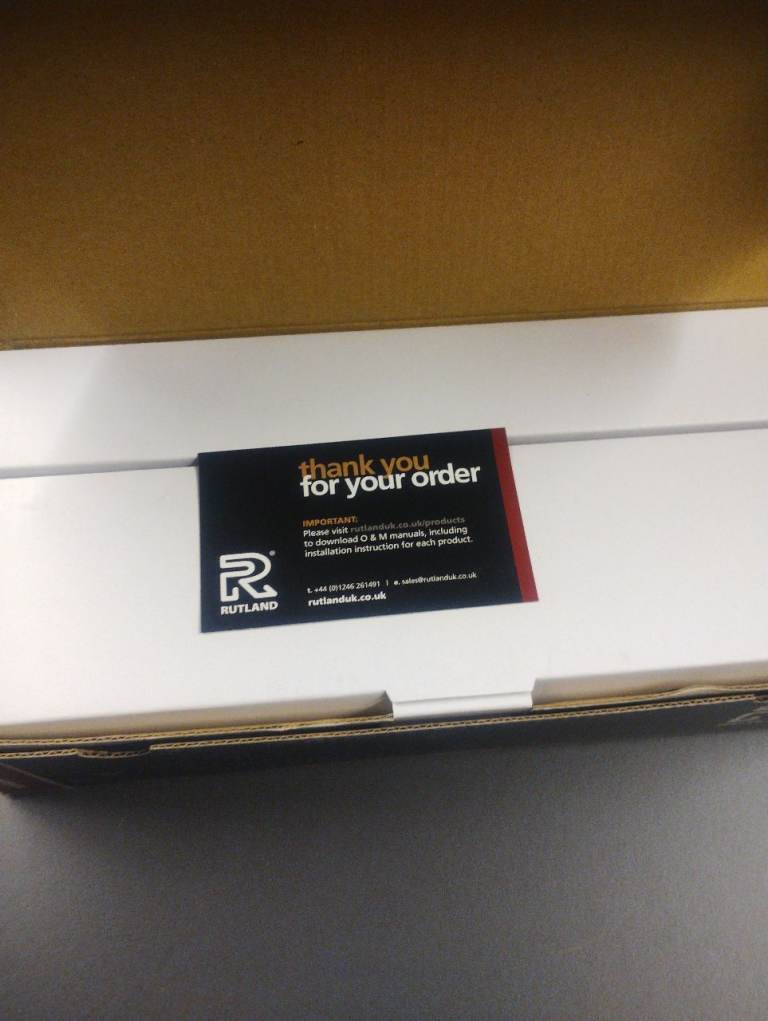 thank you
for your order
IMPORTANT:
Please visit rutlanduk.co.uk/products
to download O & M manuals, including
installation instruction for each product.
R®
RUTLAND
t. +44 (0)1246 261491 | e. sales@rutlanduk.co.uk
rutlanduk.co.uk